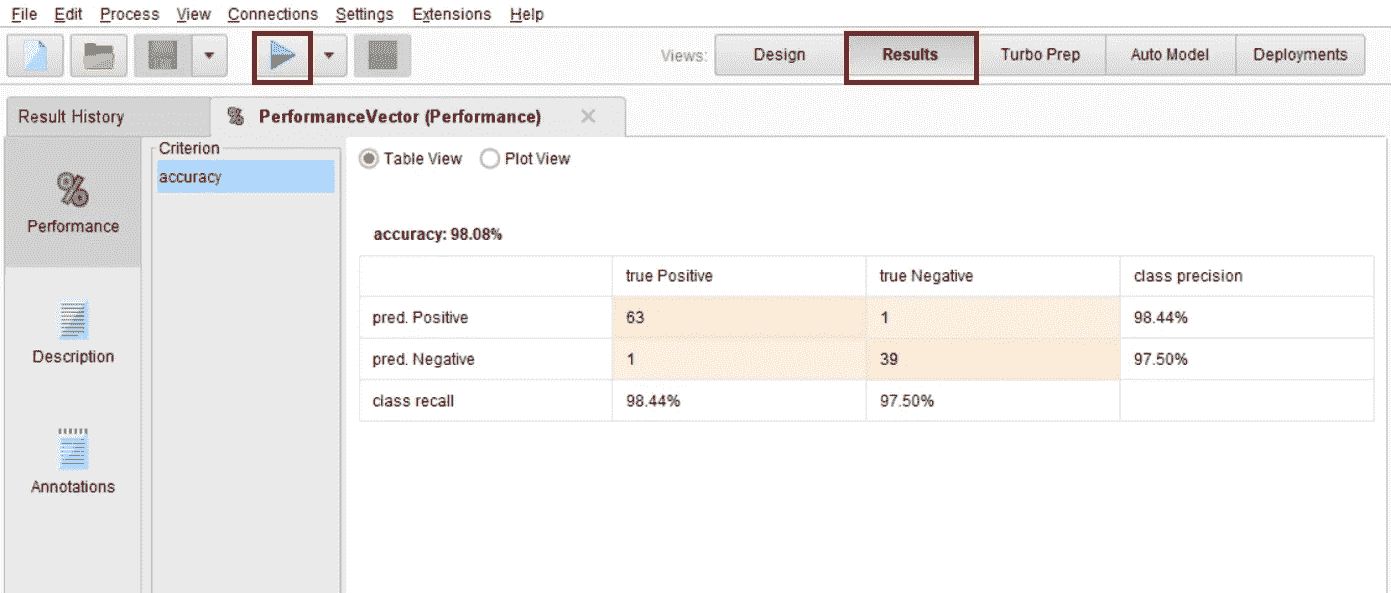 File Edit Process View Connections Settings Extensions Help
Views: Design Results Turbo Prep Auto Model Deployments
Result History PerformanceVector (Performance)
Criterion
accuracy
Performance
Description
Annotations
Table View Plot View
accuracy: 98.08%
true Positive true Negative class precision
pred. Positive 63 1 98.44%
pred. Negative 1 39 97.50%
class recall 98.44% 97.50%